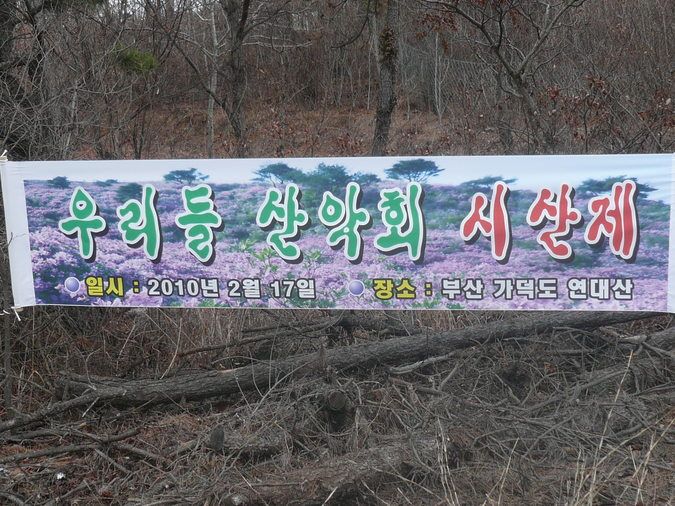 우리들 산악회 시산제
일시 : 2010년 2월 17일 장소 : 부산 가덕도 연대산